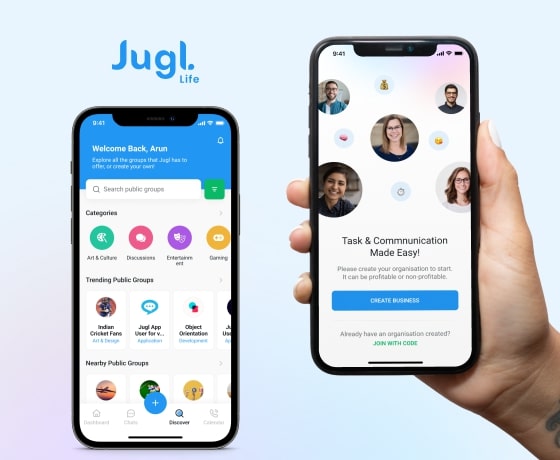 Jugl.
Life
9:41
Welcome Back, Arun
Explore all the groups that Jugl has to
offer, or create your own!
Search public groups
Categories
Art & Culture
Discussions
Entertainm
ent
Gaming
Trending Public Groups
Indian
Cricket Fans
Art & Design
Jugl App
User for v...
Application
Object
Orientation
Development
Nearby Public Groups
Dashboard
Chats
Discover
Calendar
9:41
Task & Commnunication
Made Easy!
Please create your organisation to start.
It can be profitable or non-profitable.
CREATE BUSINESS
Already have an organisation created?
JOIN WITH CODE